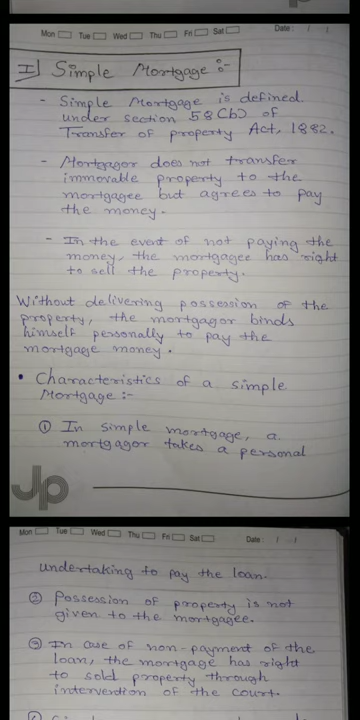 Mon Tue Wed Thu Fri Sat Date: / /
I] Simple Mortgage :-
- Simple Mortgage is defined
under section 58(b) of
Transfer of property Act, 1882.
- Mortgagor does not transfer
immovable property to the
mortgagee but agrees to pay
the money.
- In the event of not paying the
money, the mortgagee has right
to sell the property.
Without delivering possession of the
property, the mortgagor binds
himself personally to pay the
mortgage money.
• Characteristics of a simple
Mortgage :-
① In simple mortgage, a
mortgagor takes a personal
Jp
Mon Tue Wed Thu Fri Sat Date: / /
undertaking to pay the loan.
② Possession of property is not
given to the mortgagee.
③ In case of non-payment of the
loan, the mortgage has right
to sold property through
intervention of the court.